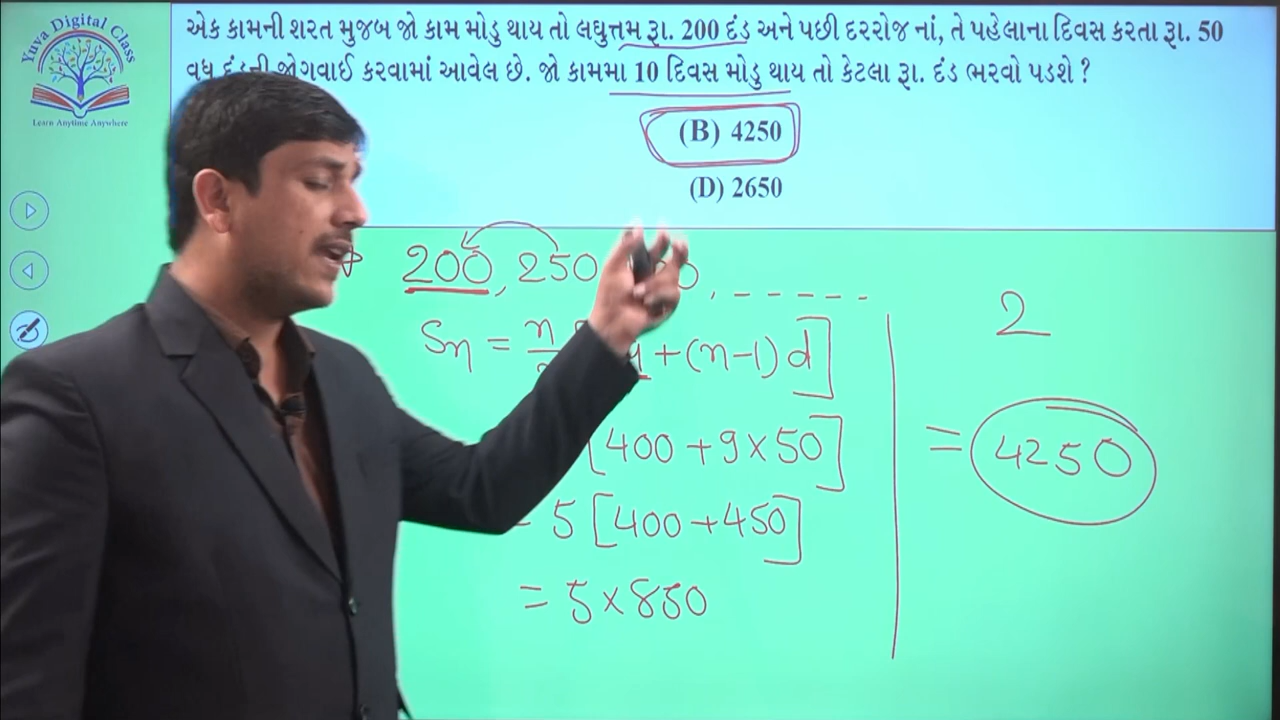 Yuva Digital Class
Learn Anytime Anywhere
એક કામની શરત મુજબ જો કામ મોડુ થાય તો લઘુત્તમ રૂા. 200 દંડ અને પછી દરરોજ નાં, તે પહેલાના દિવસ કરતા રૂા. 50
વધુ દંડની જોગવાઈ કરવામાં આવેલ છે. જો કામમા 10 દિવસ મોડુ થાય તો કેટલા રૂા. દંડ ભરવો પડશે ?
(B) 4250
(D) 2650
200, 250
Sn = n + (n-1) d]
[400 + 9 × 50]
5 [400 + 450]
= 5 × 850
2
= 4250